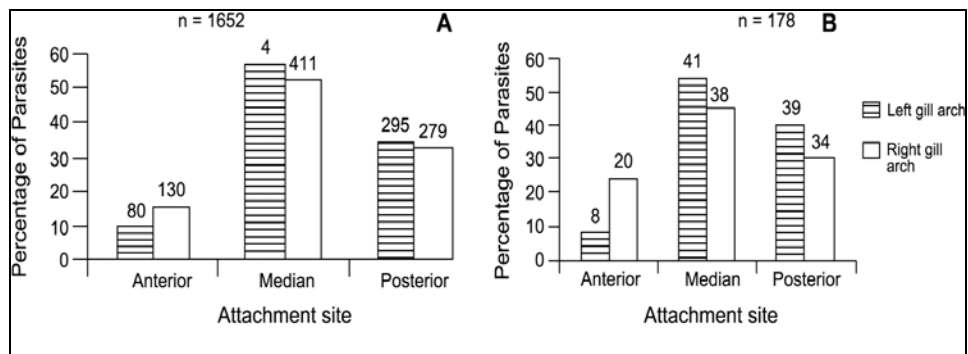 n = 1652 A
Percentage of Parasites
60
50
40
30
20
10
0
80
130
4
411
295
279
Anterior Median Posterior
Attachment site
n = 178 B
Percentage of Parasites
60
50
40
30
20
10
0
8
20
41
38
39
34
Anterior Median Posterior
Attachment site
Left gill arch
Right gill
arch